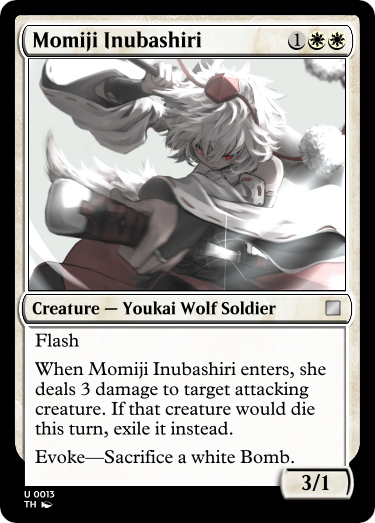 Momiji Inubashiri 1
Creature — Youkai Wolf Soldier
Flash
When Momiji Inubashiri enters, she
deals 3 damage to target attacking
creature. If that creature would die
this turn, exile it instead.
Evoke—Sacrifice a white Bomb.
3/1
U 0013
TH